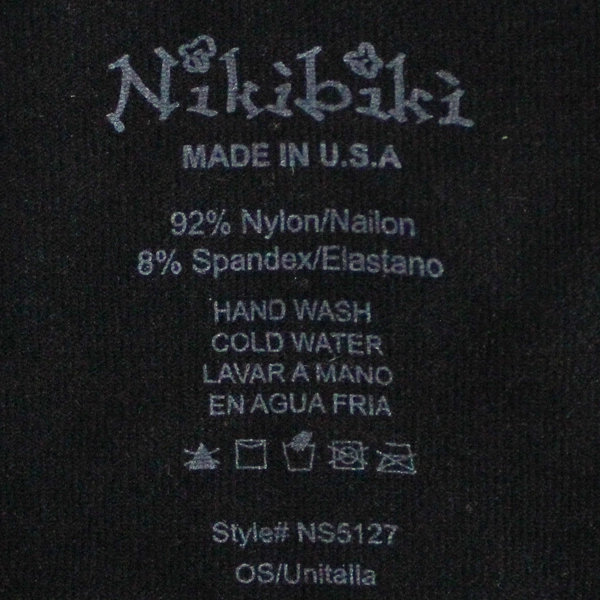 Nikibiki
MADE IN U.S.A
92% Nylon/Nailon
8% Spandex/Elastano
HAND WASH
COLD WATER
LAVAR A MANO
EN AGUA FRIA
Style# NS5127
OS/Unitalla